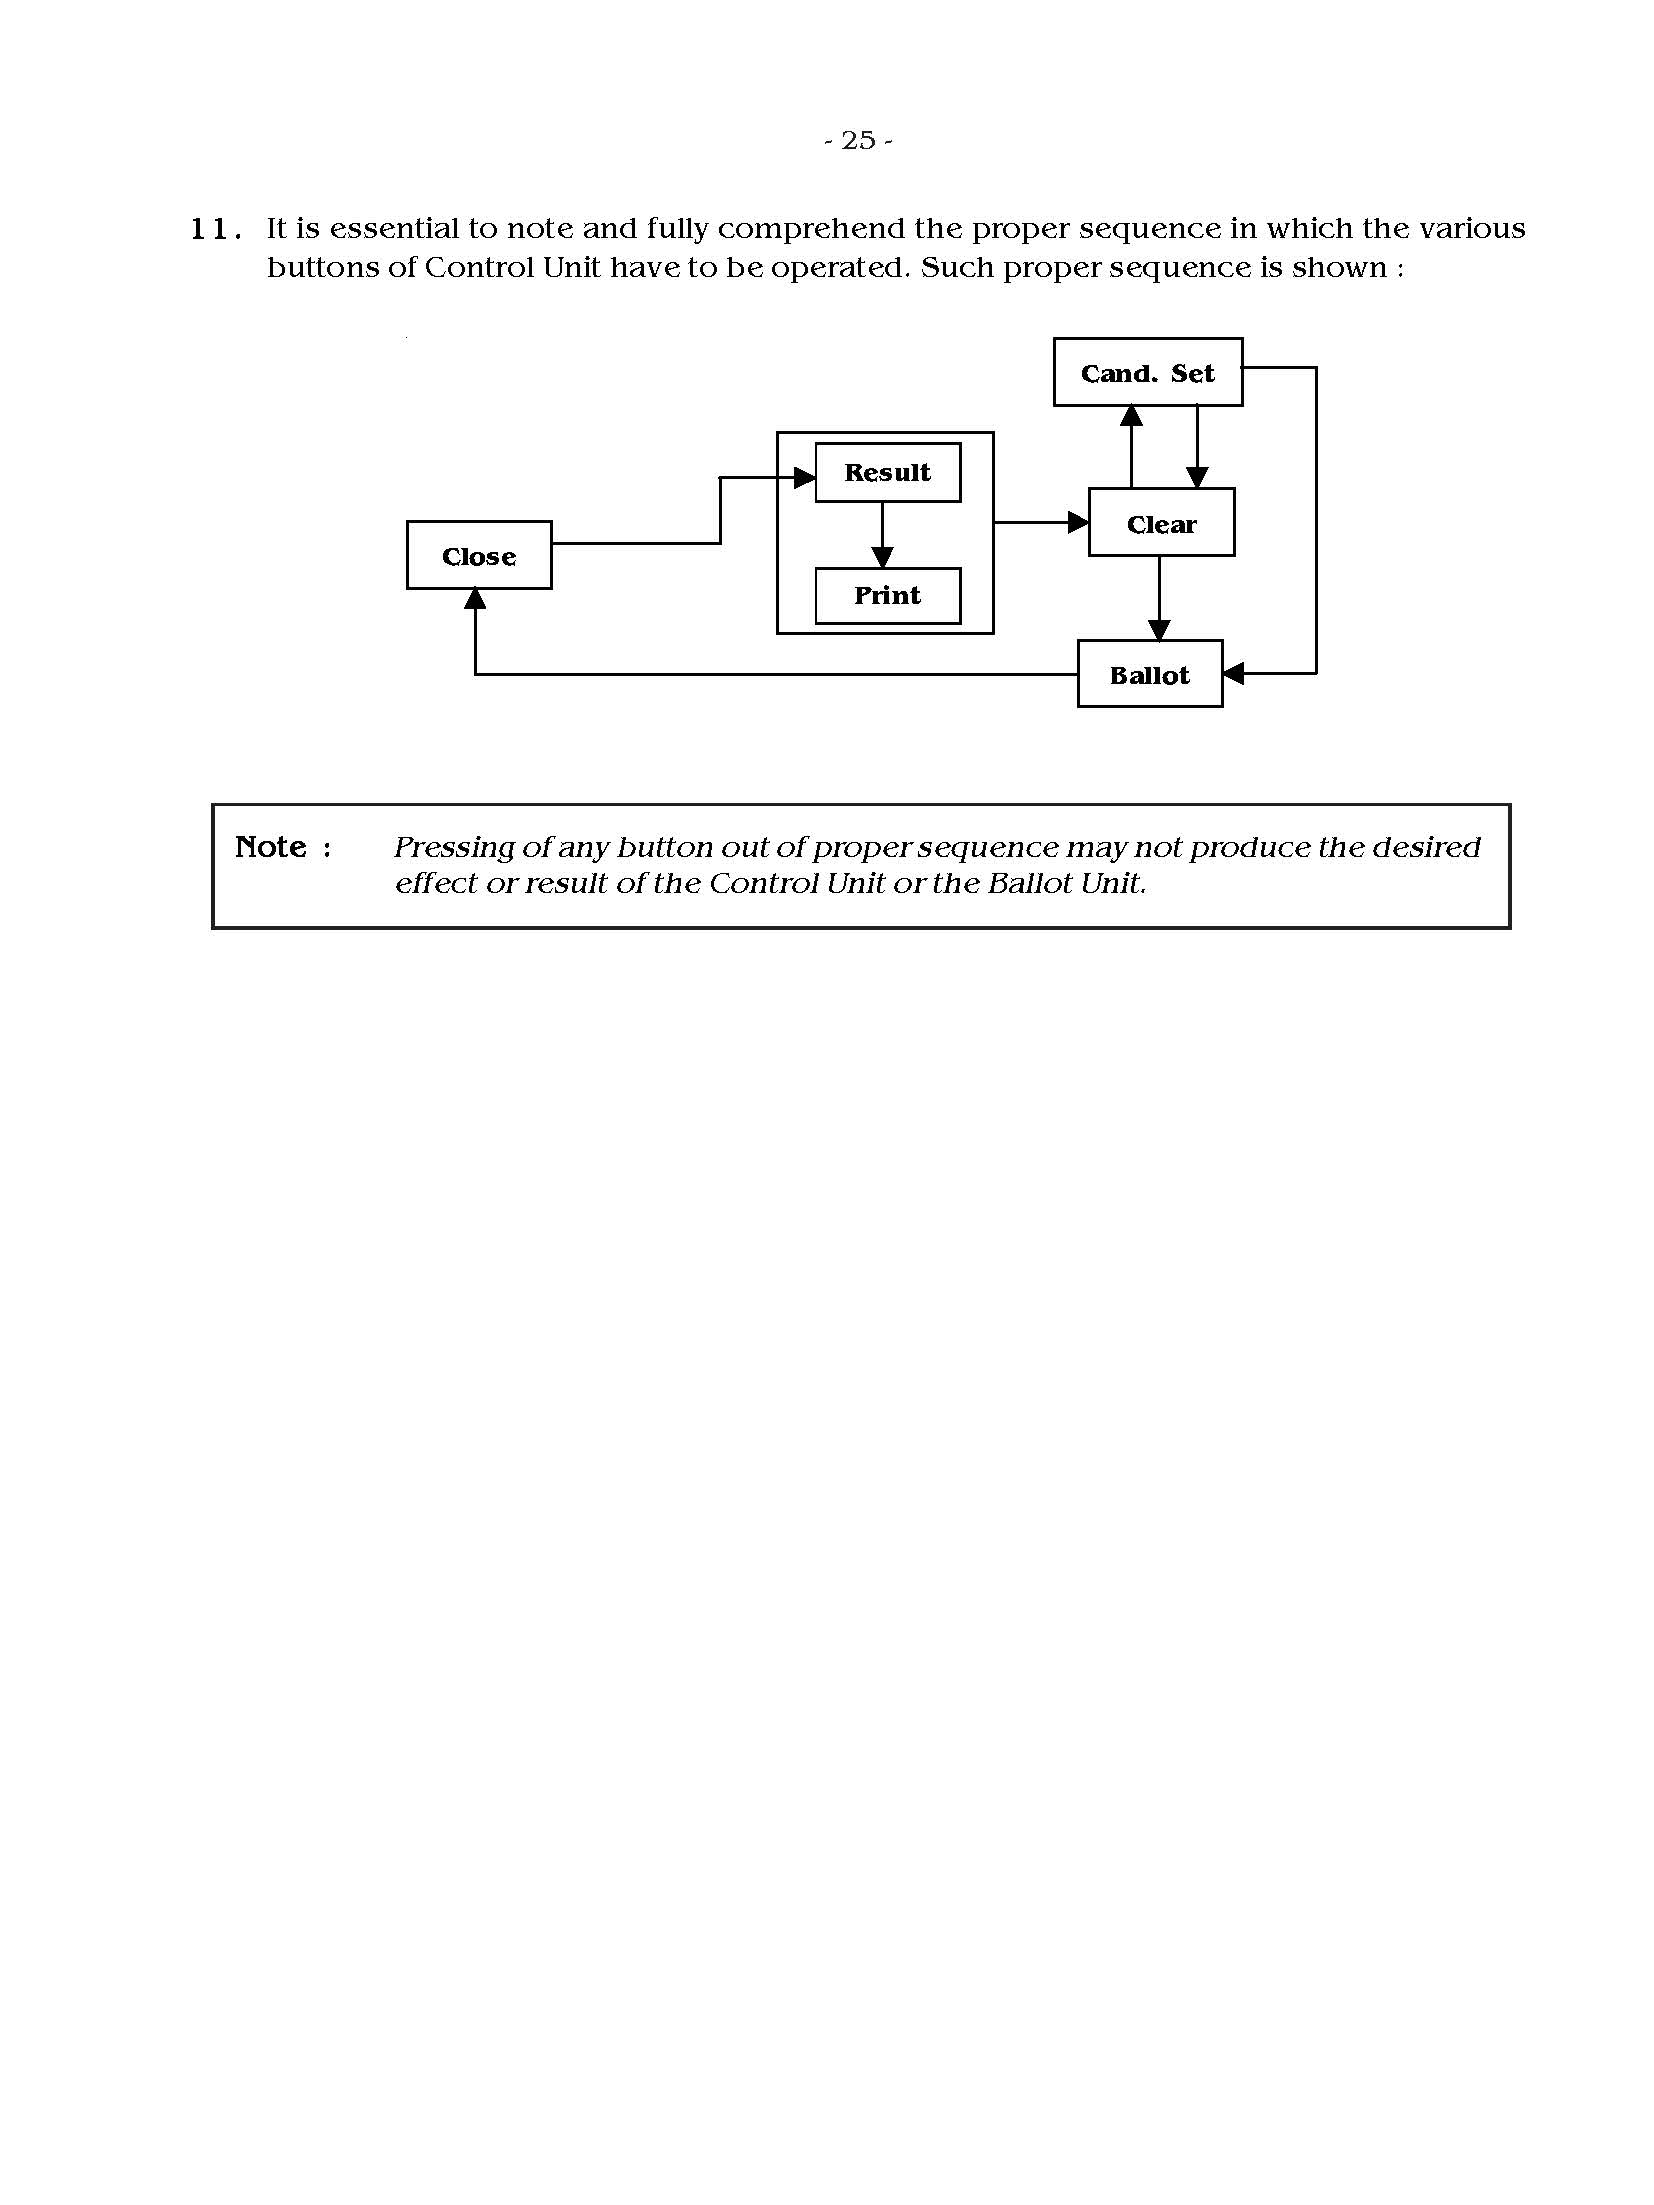 - 25 -
11. It is essential to note and fully comprehend the proper sequence in which the various
buttons of Control Unit have to be operated. Such proper sequence is shown :
Cand. Set
Result
Clear
Close
Print
Ballot
Note : Pressing of any button out of proper sequence may not produce the desired
effect or result of the Control Unit or the Ballot Unit.